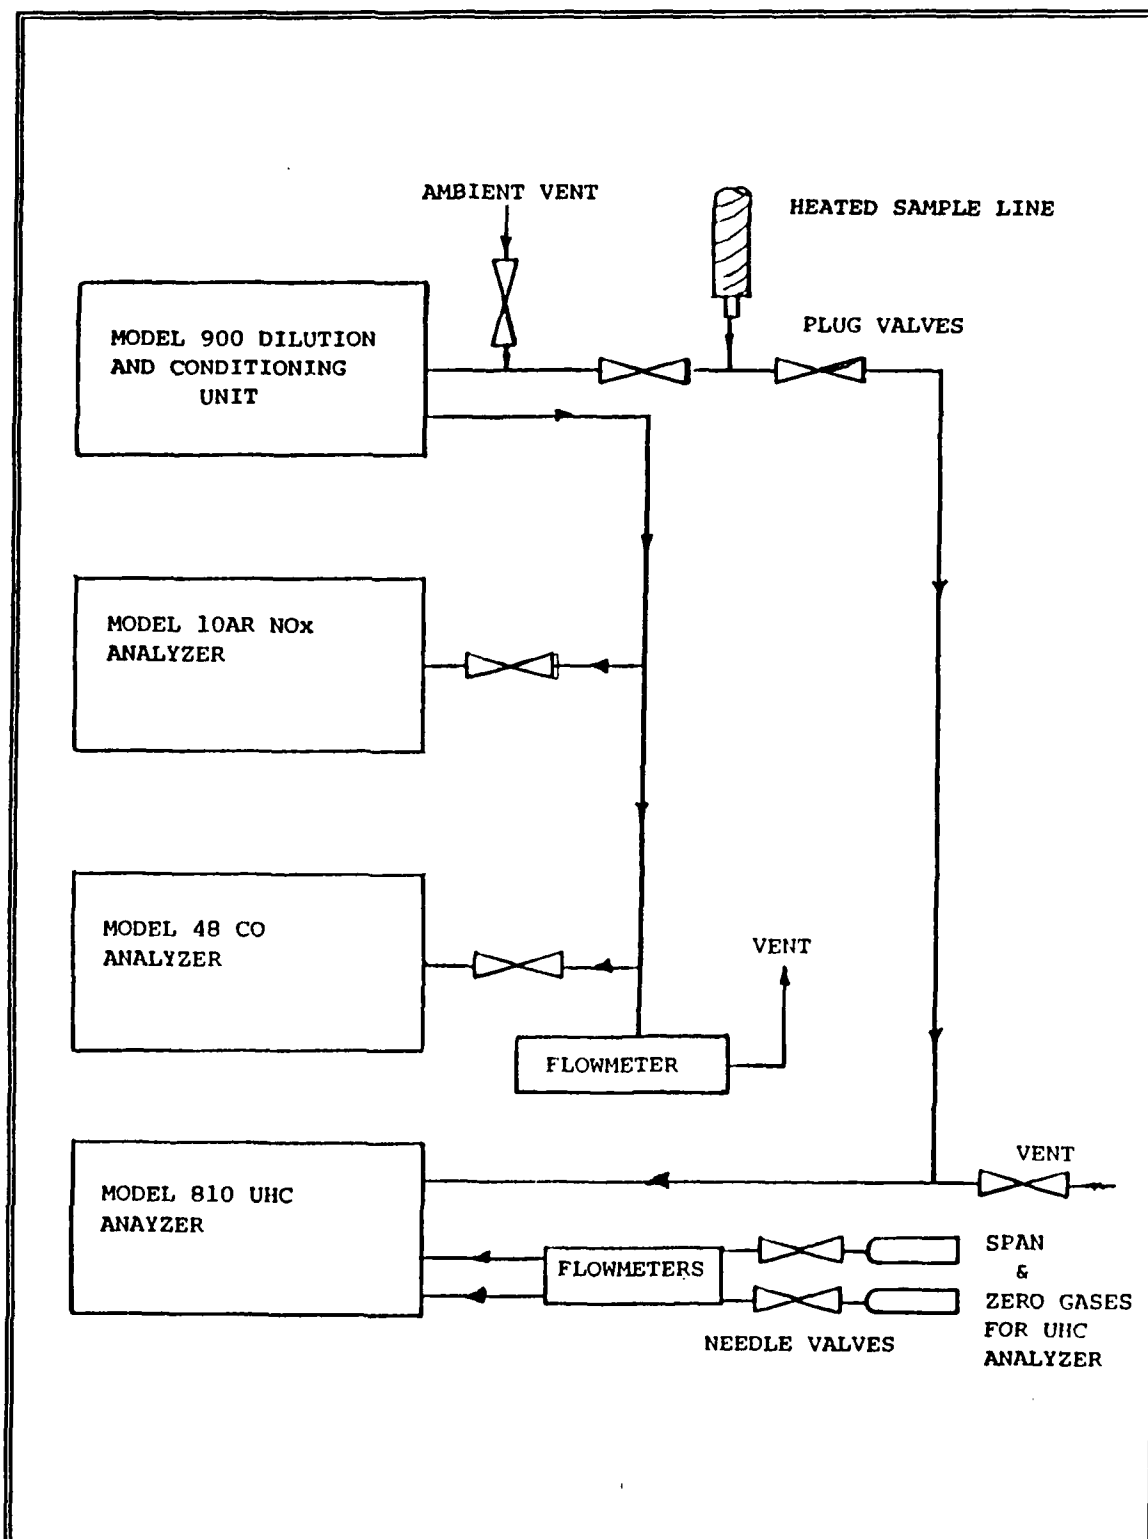 AMBIENT VENT
HEATED SAMPLE LINE
MODEL 900 DILUTION
AND CONDITIONING
UNIT
PLUG VALVES
MODEL 10AR NOx
ANALYZER
MODEL 48 CO
ANALYZER
VENT
FLOWMETER
VENT
MODEL 810 UHC
ANAYZER
FLOWMETERS
SPAN
&
ZERO GASES
FOR UHC
ANALYZER
NEEDLE VALVES